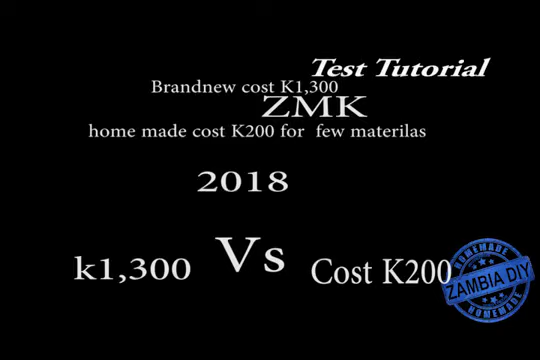 Test Tutorial
Brandnew cost K1,300
ZMK
home made cost K200 for few materilas
2018
k1,300 Vs Cost K200
HOMEMADE
ZAMBIA DIY
HOMEMADE